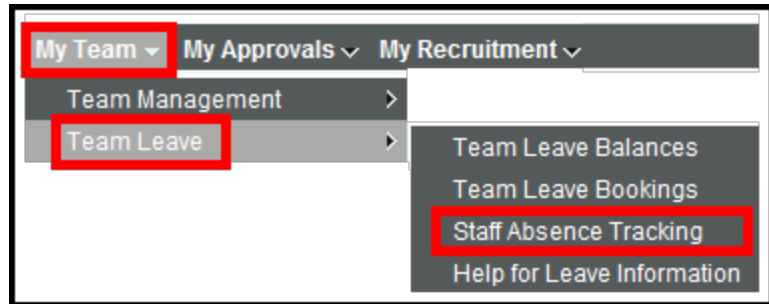 My Team My Approvals My Recruitment
Team Management
Team Leave
Team Leave Balances
Team Leave Bookings
Staff Absence Tracking
Help for Leave Information